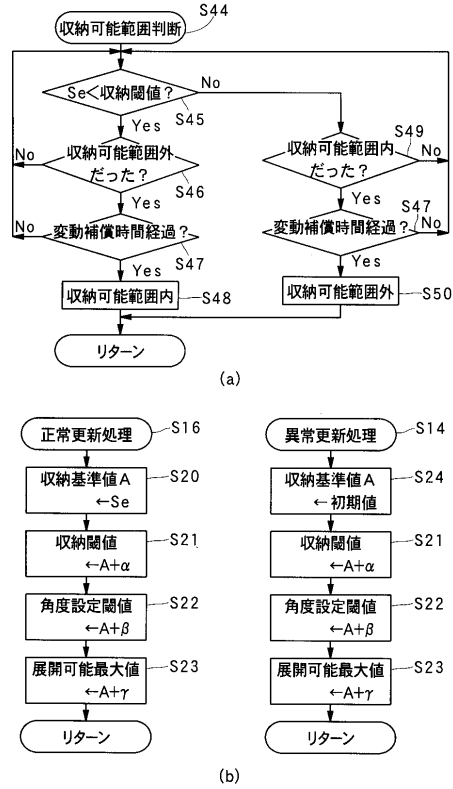 収納可能範囲判断
S44
Se<収納閾値?
No
S45
Yes
収納可能範囲外
だった?
No
S46
Yes
変動補償時間経過?
No
S47
Yes
収納可能範囲内
S48
リターン
収納可能範囲内
だった?
S49
No
Yes
変動補償時間経過?
S47
No
Yes
収納可能範囲外
S50
(a)
正常更新処理
S16
収納基準値A
←Se
S20
収納閾値
←A+α
S21
角度設定閾値
←A+β
S22
展開可能最大値
←A+γ
S23
リターン
異常更新処理
S14
収納基準値A
←初期値
S24
収納閾値
←A+α
S21
角度設定閾値
←A+β
S22
展開可能最大値
←A+γ
S23
リターン
(b)